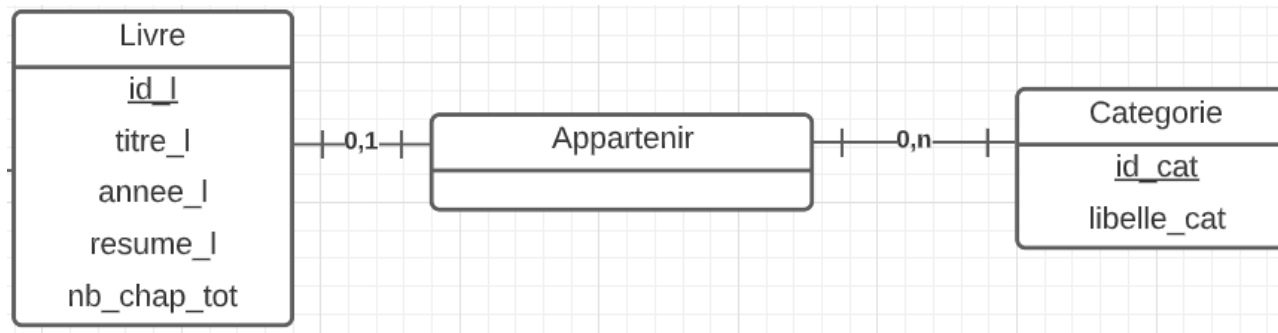 Livre
id_l
titre_l
annee_l
resume_l
nb_chap_tot
0,1
Appartenir
0,n
Categorie
id_cat
libelle_cat